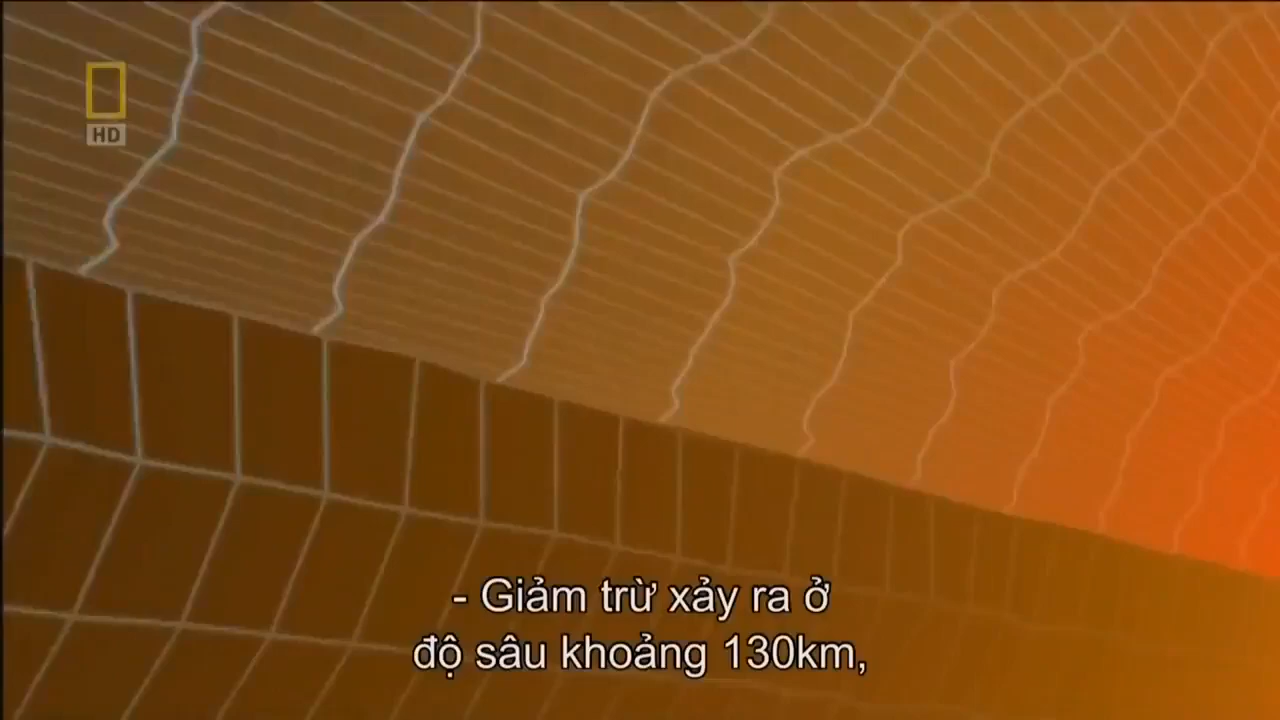 HD
- Giảm trừ xảy ra ở
độ sâu khoảng 130km,